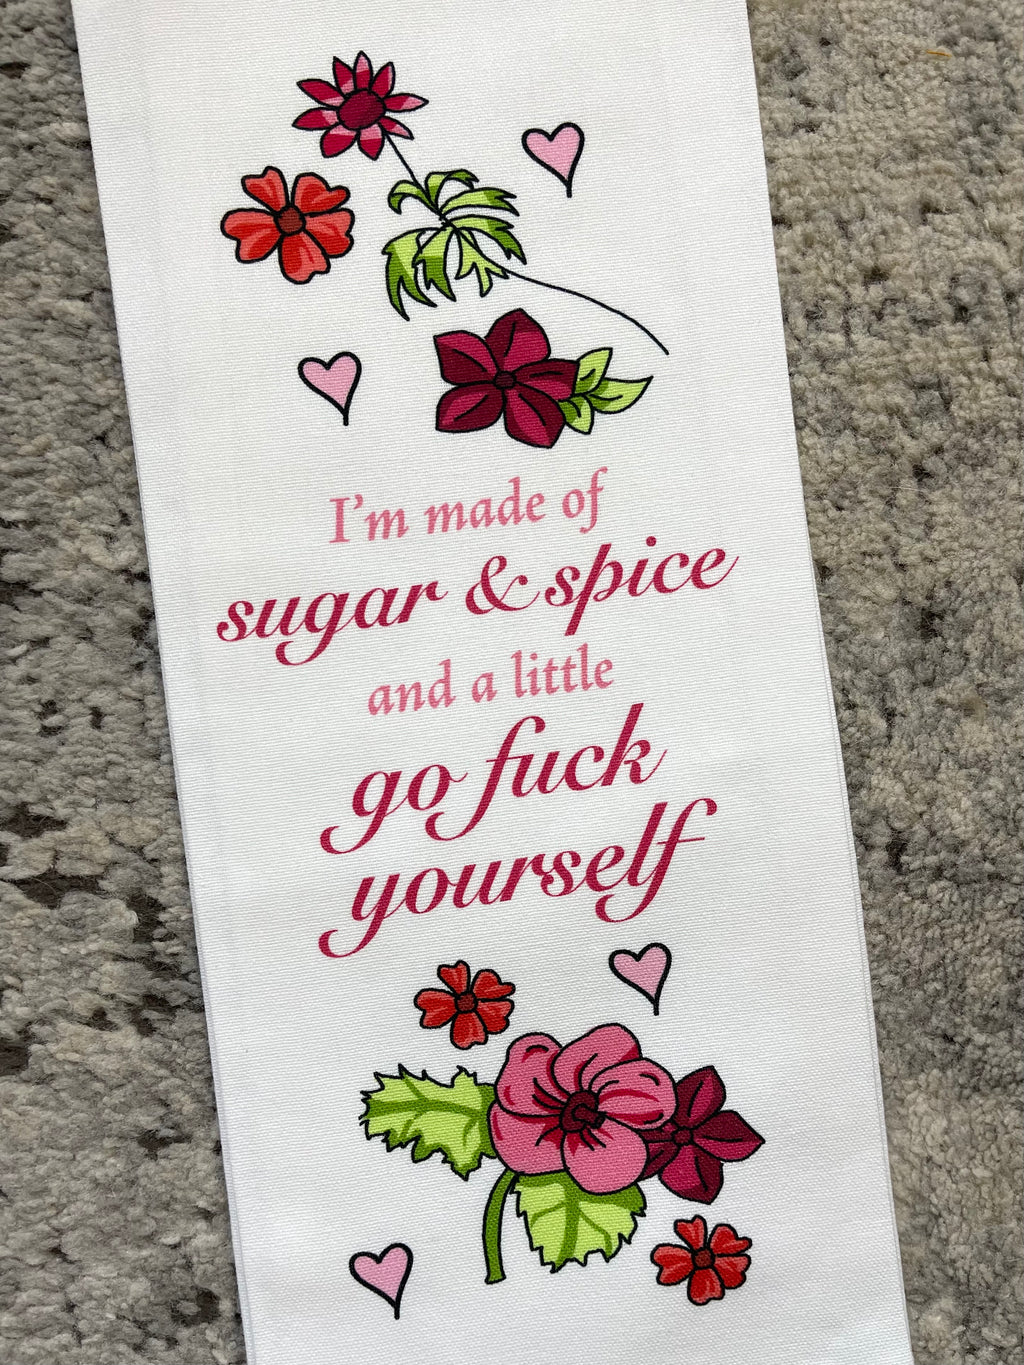 I'm made of
sugar & spice
and a little
go fuck
yourself